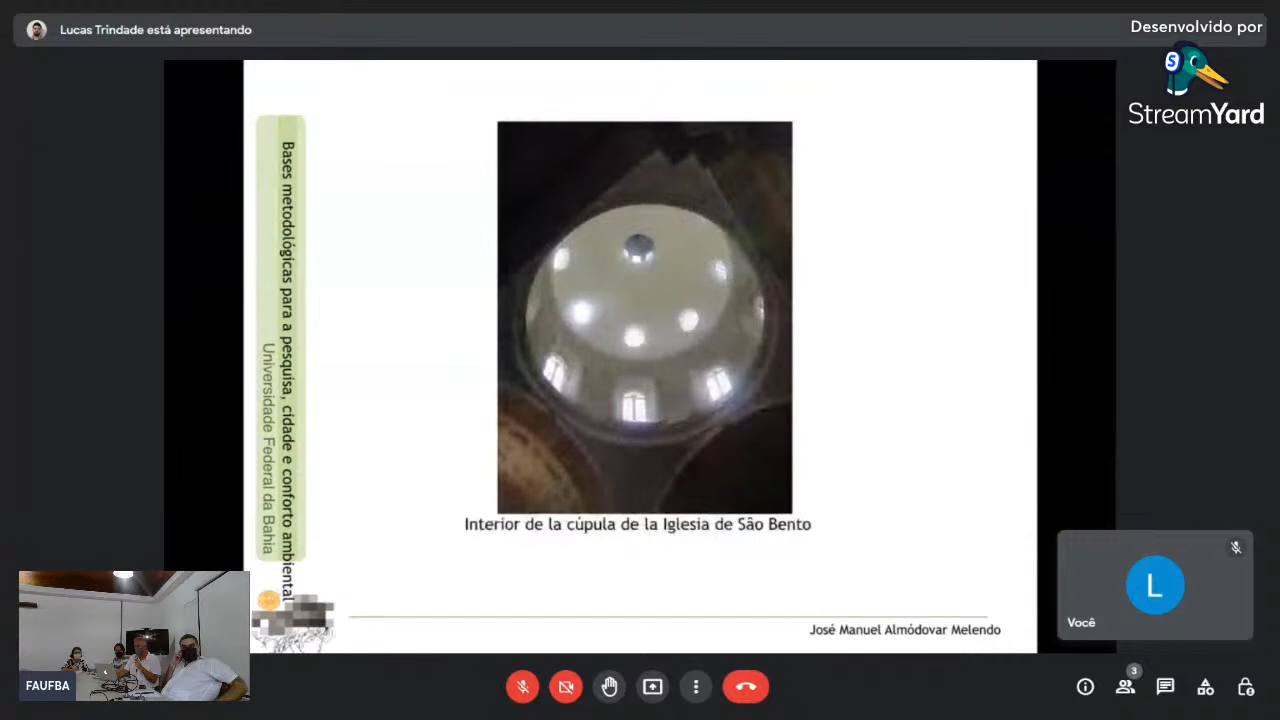 Lucas Trindade está apresentando
Desenvolvido por
StreamYard
Bases metodológicas para a pesquisa, cidade e conforto ambiental
Universidade Federal da Bahia
Interior de la cúpula de la Iglesia de Sâo Bento
José Manuel Almódovar Melendo
L
Você
FAUFBA
3